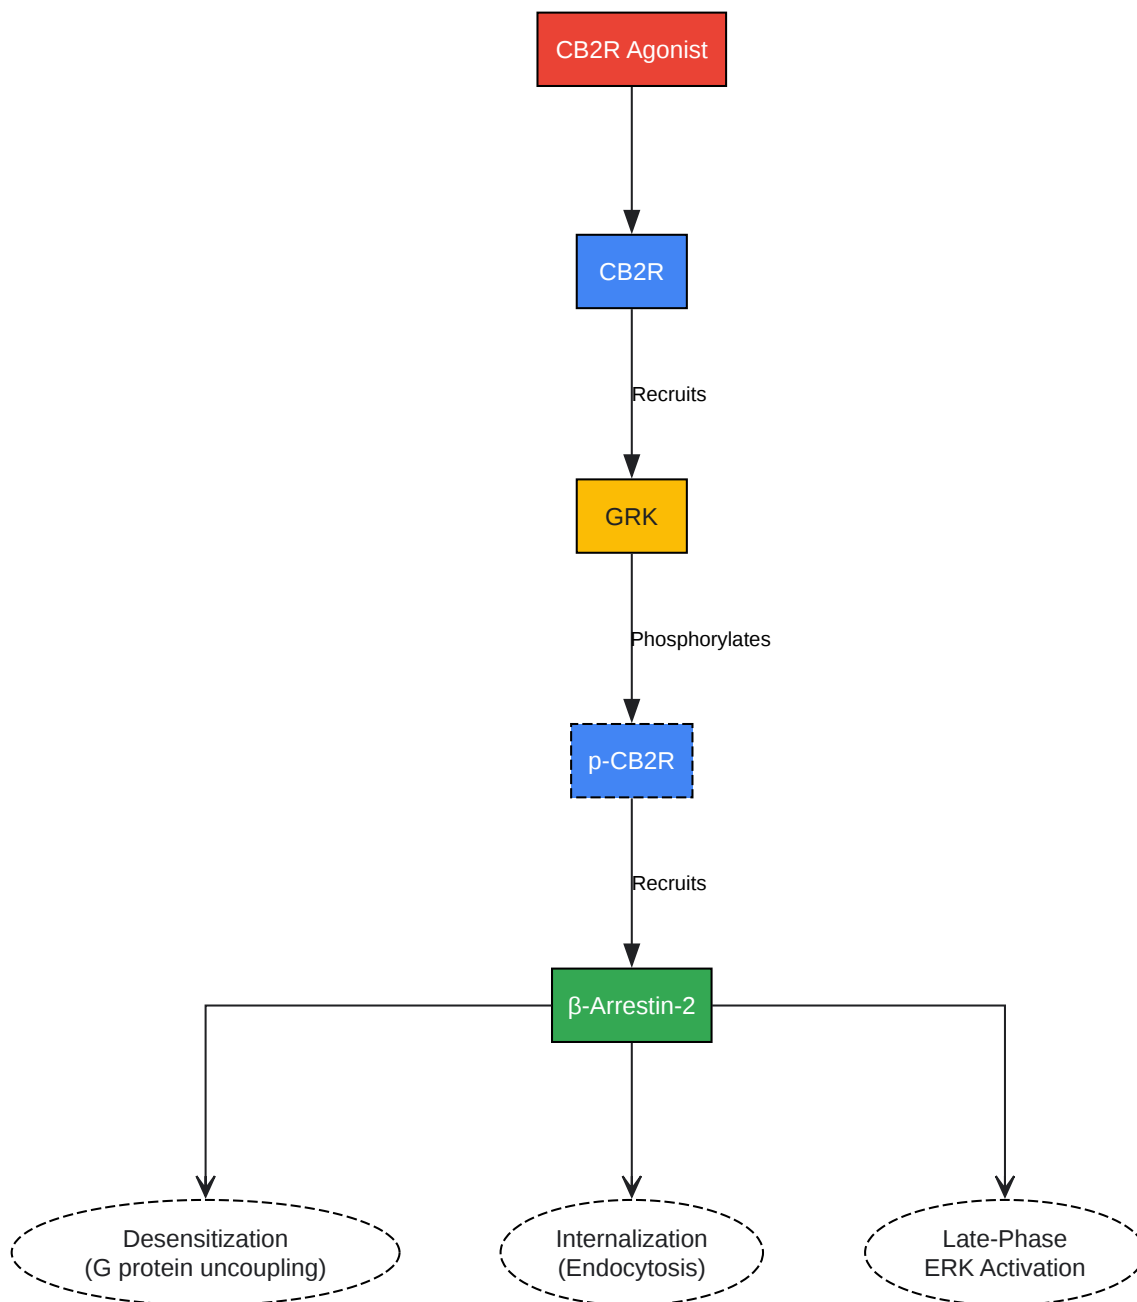 CB2R Agonist
CB2R
Recruits
GRK
Phosphorylates
p-CB2R
Recruits
β-Arrestin-2
Desensitization
(G protein uncoupling)
Internalization
(Endocytosis)
Late-Phase
ERK Activation